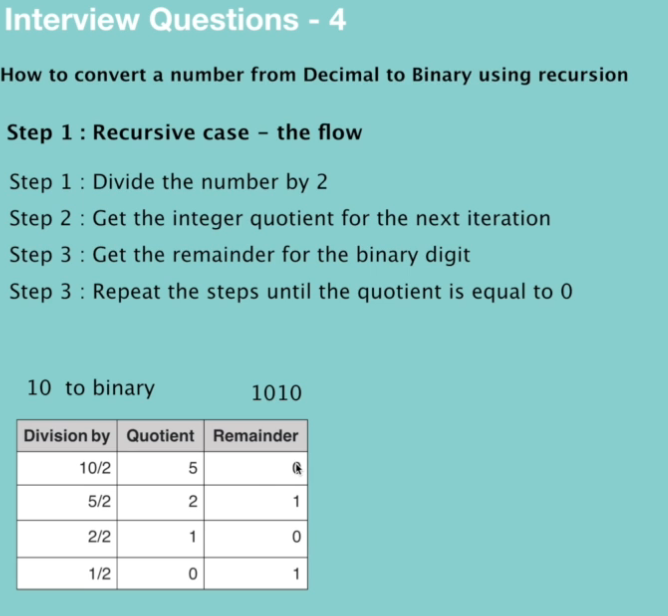 Interview Questions - 4
How to convert a number from Decimal to Binary using recursion
Step 1 : Recursive case – the flow
Step 1 : Divide the number by 2
Step 2 : Get the integer quotient for the next iteration
Step 3 : Get the remainder for the binary digit
Step 3 : Repeat the steps until the quotient is equal to 0
10 to binary 1010
Division by Quotient Remainder
10/2 5 0
5/2 2 1
2/2 1 0
1/2 0 1